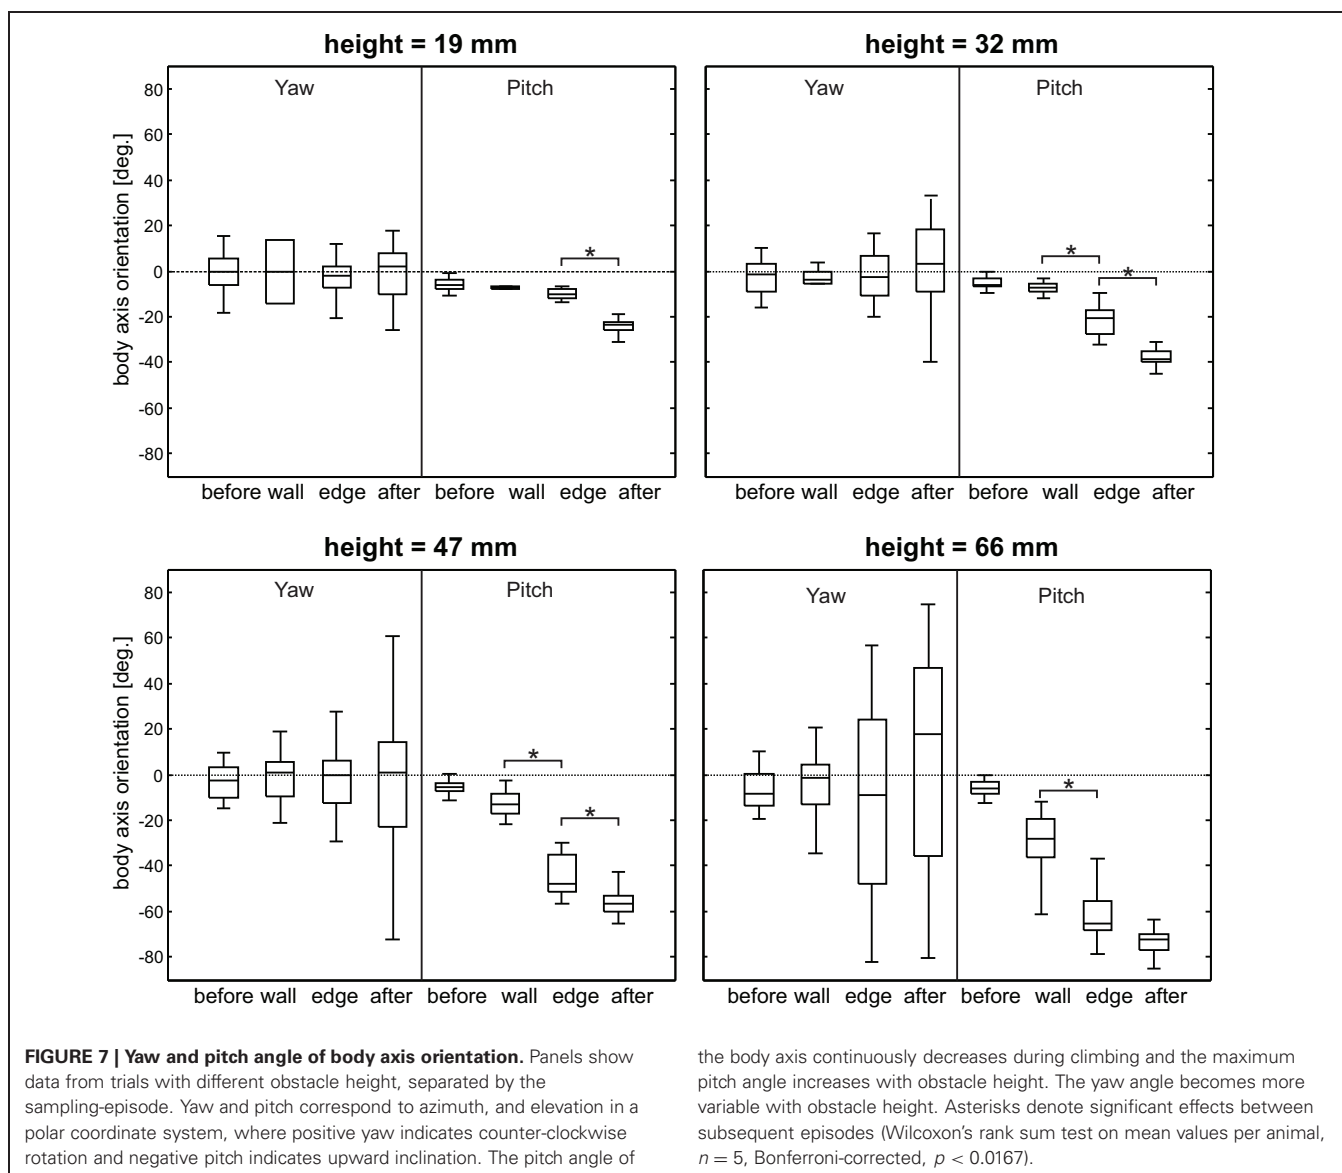 height = 19 mm
height = 32 mm
Yaw
Pitch
Yaw
Pitch
body axis orientation [deg.]
80
60
40
20
0
-20
-40
-60
-80
*
*
*
before wall edge after before wall edge after
before wall edge after before wall edge after
height = 47 mm
height = 66 mm
Yaw
Pitch
Yaw
Pitch
body axis orientation [deg.]
80
60
40
20
0
-20
-40
-60
-80
*
*
*
before wall edge after before wall edge after
before wall edge after before wall edge after
FIGURE 7 | Yaw and pitch angle of body axis orientation. Panels show
data from trials with different obstacle height, separated by the
sampling-episode. Yaw and pitch correspond to azimuth, and elevation in a
polar coordinate system, where positive yaw indicates counter-clockwise
rotation and negative pitch indicates upward inclination. The pitch angle of
the body axis continuously decreases during climbing and the maximum
pitch angle increases with obstacle height. The yaw angle becomes more
variable with obstacle height. Asterisks denote significant effects between
subsequent episodes (Wilcoxon's rank sum test on mean values per animal,
n = 5, Bonferroni-corrected, p < 0.0167).